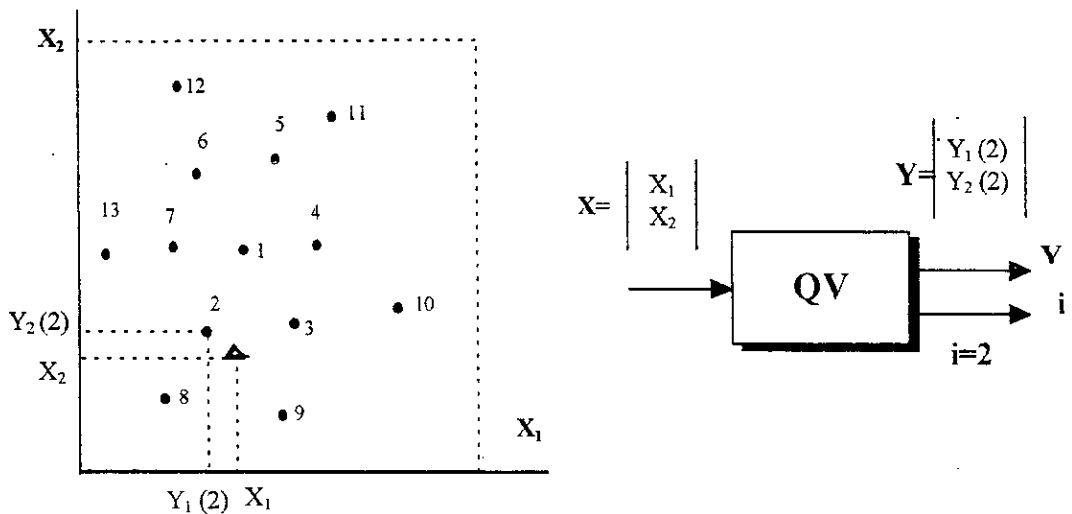 X₂
12
11
5
6
13
7
4
1
2
3
10
Y₂ (2)
X₂
8
9
X₁
Y₁ (2) X₁
X= X₁
X₂
Y= Y₁ (2)
Y₂ (2)
QV
Y
i
i=2